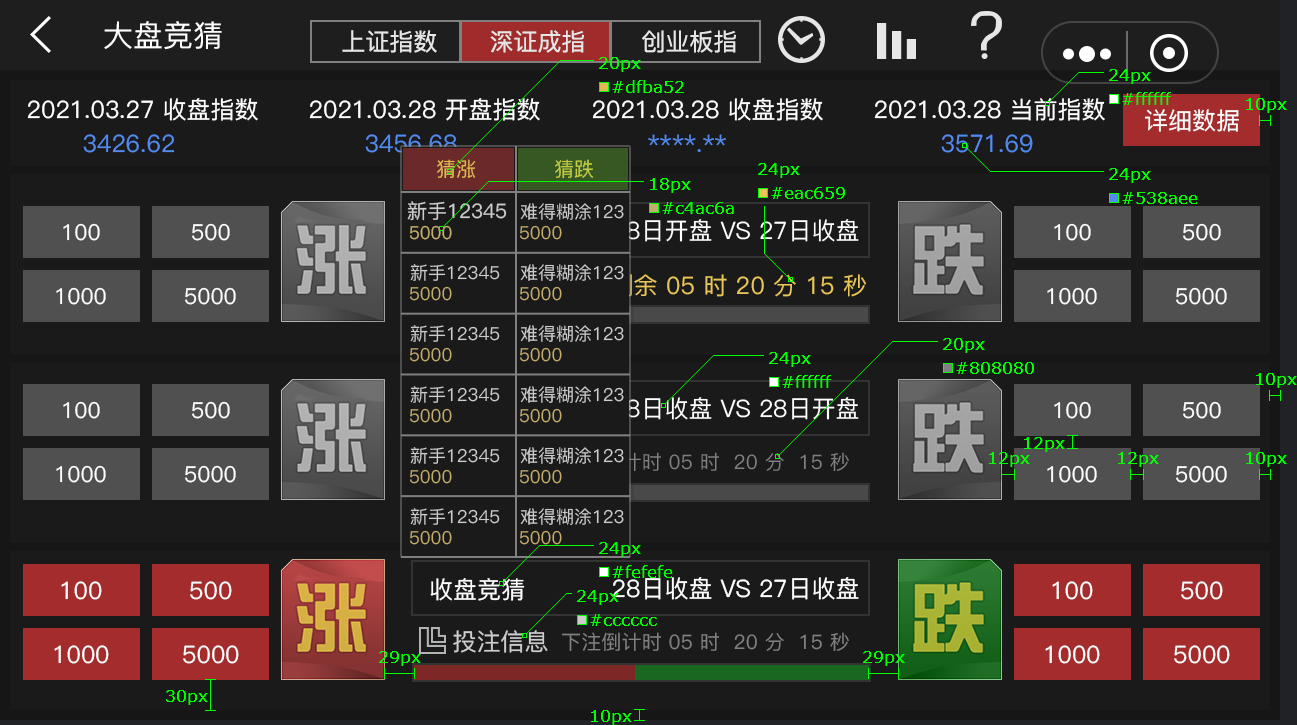 大盘竞猜
上证指数 深证成指 创业板指
20px
#dfba52
24px
#ffffff
10px
2021.03.27 收盘指数 2021.03.28 开盘指数 2021.03.28 收盘指数 2021.03.28 当前指数
详细数据
3426.62 3456.68 ****.** 3571.69
猜涨 猜跌
18px
#c4ac6a
24px
#eac659
24px
#538aee
新手12345 难得糊涂123
5000 5000
100 500 涨 8日开盘 VS 27日收盘 跌 100 500
新手12345 难得糊涂123
5000 5000
余 05 时 20 分 15 秒
1000 5000 1000 5000
新手12345 难得糊涂123
5000 5000
24px
#ffffff
20px
#808080
10px
新手12345 难得糊涂123
5000 5000
100 500 涨 8日收盘 VS 28日开盘 跌 100 500
12px
新手12345 难得糊涂123
5000 5000
计时 05 时 20 分 15 秒
12px 12px 10px
1000 5000 1000 5000
新手12345 难得糊涂123
5000 5000
24px
#fefefe
100 500 涨 收盘竞猜 28日收盘 VS 27日收盘 跌 100 500
24px
#cccccc
投注信息 下注倒计时 05 时 20 分 15 秒
1000 5000 1000 5000
29px 29px
30px
10px